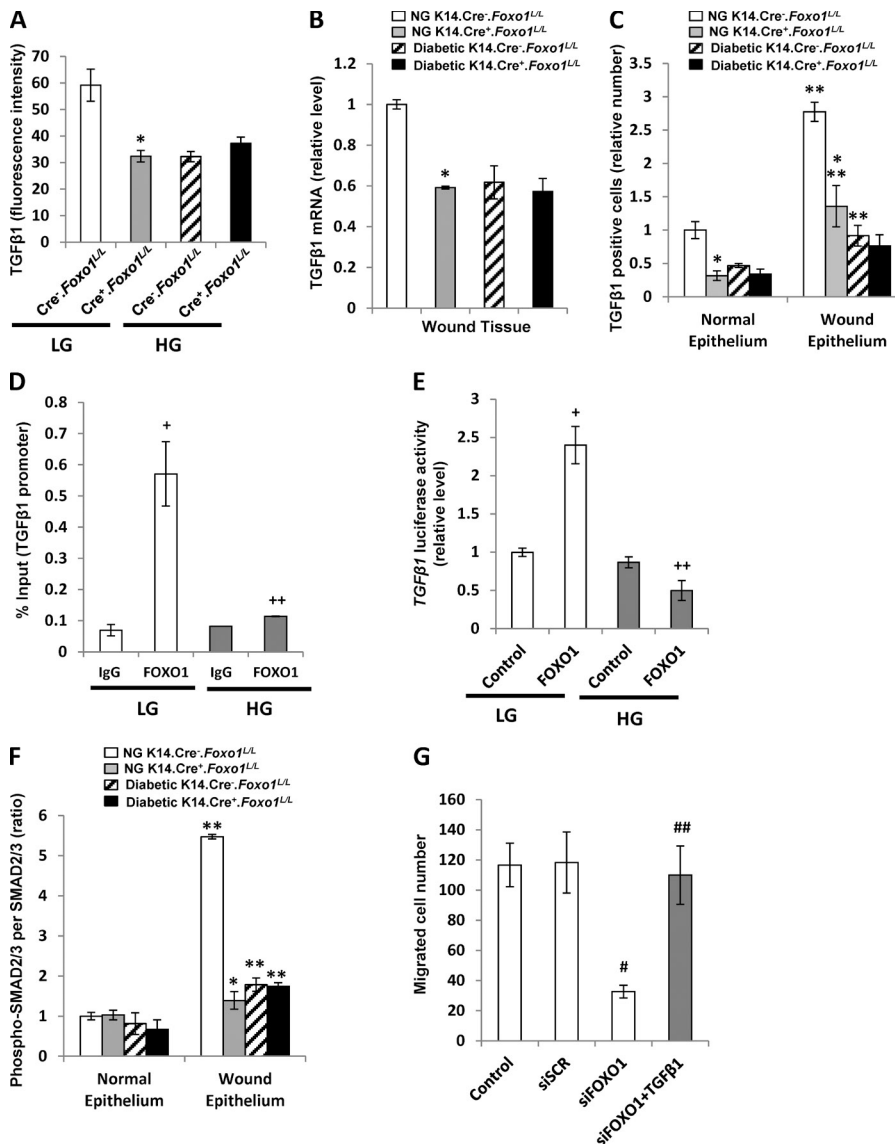 A
TGFβ1 (fluorescence intensity)
70
60
50
40
30
20
10
0
*
Cre-.Foxo1L/L
Cre+.Foxo1L/L
Cre-.Foxo1L/L
Cre+.Foxo1L/L
LG
HG
B
NG K14.Cre-.Foxo1L/L
NG K14.Cre+.Foxo1L/L
Diabetic K14.Cre-.Foxo1L/L
Diabetic K14.Cre+.Foxo1L/L
TGFβ1 mRNA (relative level)
1.2
1
0.8
0.6
0.4
0.2
0
*
Wound Tissue
C
NG K14.Cre-.Foxo1L/L
NG K14.Cre+.Foxo1L/L
Diabetic K14.Cre-.Foxo1L/L
Diabetic K14.Cre+.Foxo1L/L
TGFβ1 positive cells (relative number)
3.5
3
2.5
2
1.5
1
0.5
0
*
**
*
**
**
Normal
Epithelium
Wound
Epithelium
D
% Input (TGFβ1 promoter)
0.8
0.7
0.6
0.5
0.4
0.3
0.2
0.1
0
+
++
IgG
FOXO1
IgG
FOXO1
LG
HG
E
TGFβ1 luciferase activity
(relative level)
3
2.5
2
1.5
1
0.5
0
+
++
Control
FOXO1
Control
FOXO1
LG
HG
F
NG K14.Cre-.Foxo1L/L
NG K14.Cre+.Foxo1L/L
Diabetic K14.Cre-.Foxo1L/L
Diabetic K14.Cre+.Foxo1L/L
Phospho-SMAD2/3 per SMAD2/3 (ratio)
6
5
4
3
2
1
0
**
*
**
**
Normal
Epithelium
Wound
Epithelium
G
Migrated cell number
160
140
120
100
80
60
40
20
0
#
##
Control
siSCR
siFOXO1
siFOXO1+TGFβ1